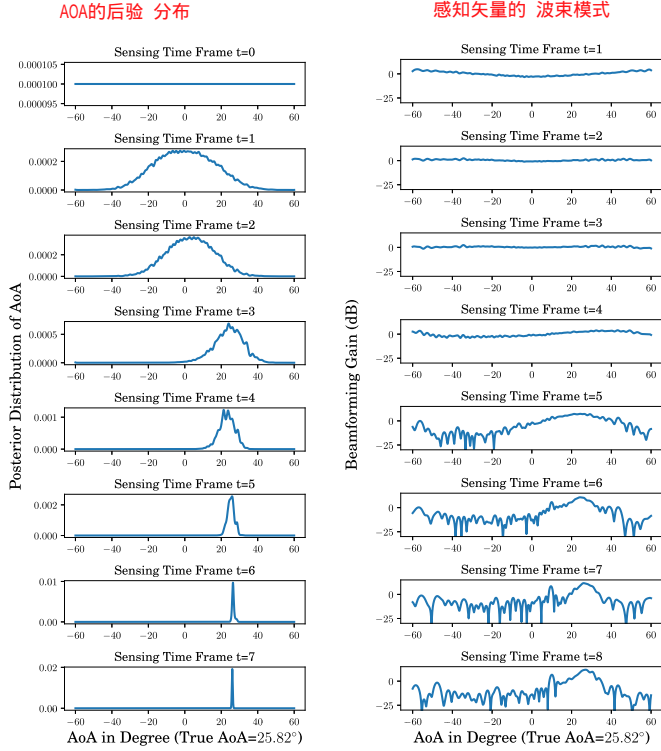 AOA的后验 分布
感知矢量的 波束模式
Sensing Time Frame t=0
0.000105
0.000100
0.000095
−60 −40 −20 0 20 40 60
Sensing Time Frame t=1
0.0002
0.0000
−60 −40 −20 0 20 40 60
Sensing Time Frame t=2
0.0002
0.0000
−60 −40 −20 0 20 40 60
Sensing Time Frame t=3
0.0005
0.0000
−60 −40 −20 0 20 40 60
Sensing Time Frame t=4
0.001
0.000
−60 −40 −20 0 20 40 60
Sensing Time Frame t=5
0.002
0.000
−60 −40 −20 0 20 40 60
Sensing Time Frame t=6
0.01
0.00
−60 −40 −20 0 20 40 60
Sensing Time Frame t=7
0.02
0.00
−60 −40 −20 0 20 40 60
Posterior Distribution of AoA
AoA in Degree (True AoA=25.82°)
Sensing Time Frame t=1
0
−25
−60 −40 −20 0 20 40 60
Sensing Time Frame t=2
0
−25
−60 −40 −20 0 20 40 60
Sensing Time Frame t=3
0
−25
−60 −40 −20 0 20 40 60
Sensing Time Frame t=4
0
−25
−60 −40 −20 0 20 40 60
Sensing Time Frame t=5
0
−25
−60 −40 −20 0 20 40 60
Sensing Time Frame t=6
0
−25
−60 −40 −20 0 20 40 60
Sensing Time Frame t=7
0
−25
−60 −40 −20 0 20 40 60
Sensing Time Frame t=8
0
−25
−60 −40 −20 0 20 40 60
Beamforming Gain (dB)
AoA in Degree (True AoA=25.82°)